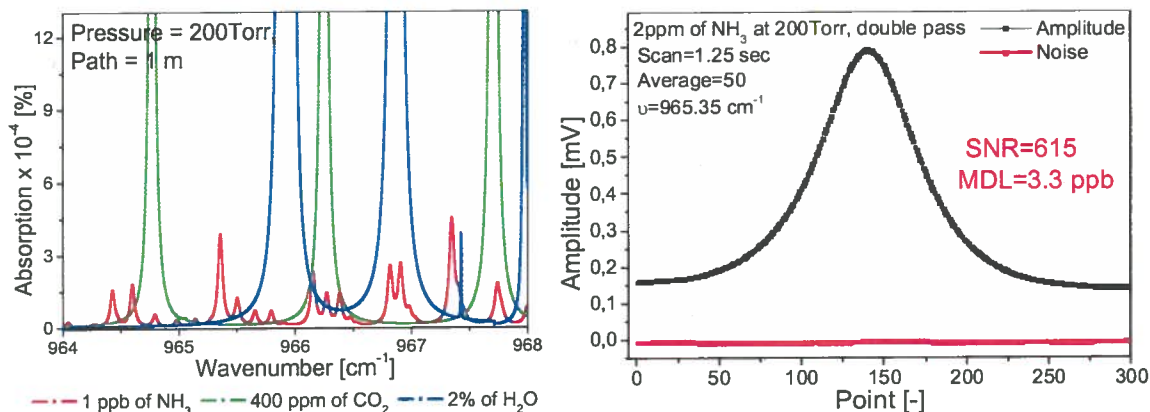 Pressure = 200Torr
Path = 1 m
12
9
6
3
0
Absorption x 10⁻⁴ [%]
964
965
966
967
968
Wavenumber [cm⁻¹]
1 ppb of NH₃
400 ppm of CO₂
2% of H₂O
2ppm of NH₃ at 200Torr, double pass
Scan=1.25 sec
Average=50
υ=965.35 cm⁻¹
Amplitude
Noise
SNR=615
MDL=3.3 ppb
0,8
0,7
0,6
0,5
0,4
0,3
0,2
0,1
0,0
Amplitude [mV]
0
50
100
150
200
250
300
Point [-]